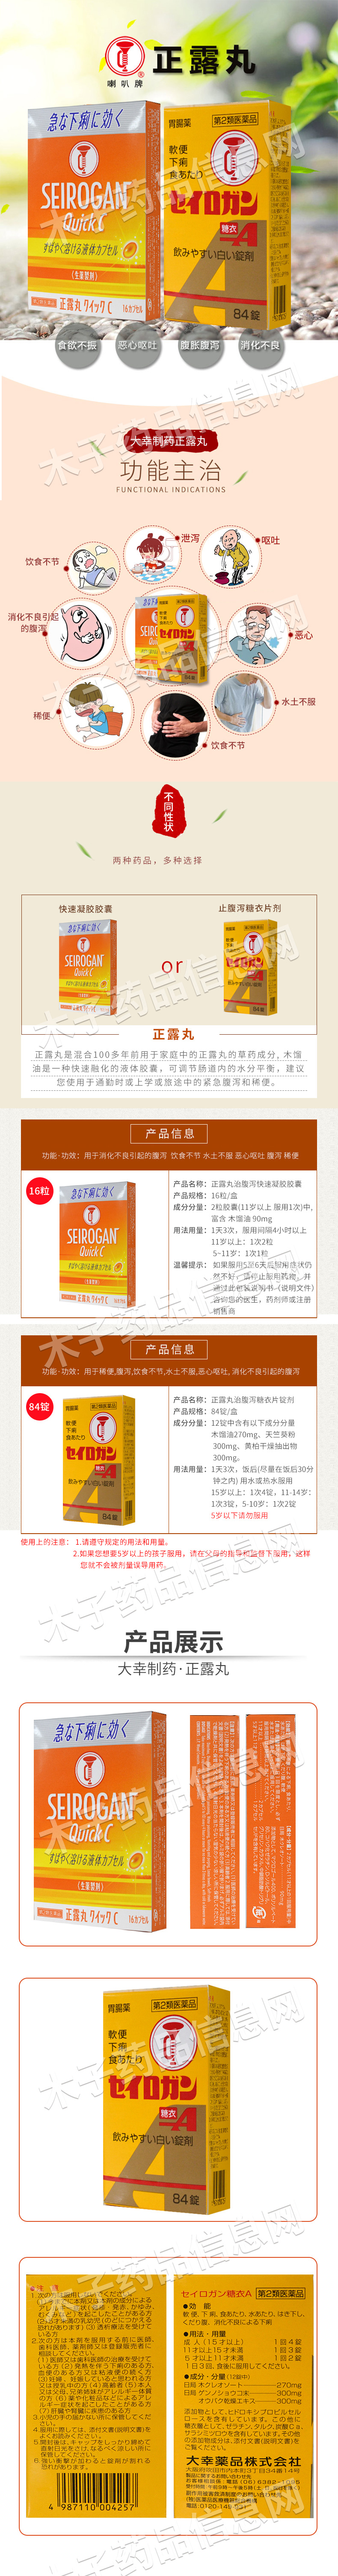 喇叭牌
正露丸
急な下痢に効く
SEIROGAN
Quick C
すばやく溶ける液体カプセル
(生薬製剤)
正露丸クイックC
16カプセル
胃腸薬
第2類医薬品
軟便
下痢
食あたり
セイロガン
糖衣
A
飲みやすい白い錠剤
84錠
食欲不振
恶心呕吐
腹胀腹泻
消化不良
大幸制药正露丸
功能主治
FUNCTIONAL INDICATIONS
泄泻
呕吐
饮食不节
消化不良引起
的腹泻
恶心
稀便
水土不服
饮食不节
不同性状
两种药品，多种选择
快速凝胶胶囊
止腹泻糖衣片剂
or
正露丸
正露丸是混合100多年前用于家庭中的正露丸的草药成分, 木馏
油是一种快速融化的液体胶囊，可调节肠道内的水分平衡，建议
您使用于通勤时或上学或旅途中的紧急腹泻和稀便。
产品信息
功能·功效：用于消化不良引起的腹泻 饮食不节 水土不服 恶心呕吐 腹泻 稀便
16粒
产品名称：正露丸治腹泻快速凝胶胶囊
产品规格：16粒/盒
成分分量：2粒胶囊(11岁以上 服用1次)中,
富含 木馏油 90mg
用法用量：1天3次，服用间隔4小时以上
11岁以上：1次2粒
5~11岁：1次1粒
温馨提示：如果服用5到6天后服用症状仍
然不好，请停止服用药物，并
通过此包装说明书（说明文件）
咨询您的医生，药剂师或注册
销售商
产品信息
功能·功效：用于稀便,腹泻,饮食不节,水土不服,恶心呕吐, 消化不良引起的腹泻
84锭
产品名称：正露丸治腹泻糖衣片锭剂
产品规格：84锭/盒
成分分量：12锭中含有以下成分分量
木馏油270mg、天竺葵粉
300mg、黄柏干燥抽出物
300mg。
用法用量：1天3次，饭后(尽量在饭后30分
钟之内) 用水或热水服用
15岁以上：1次4锭，11-14岁：
1次3锭，5-10岁：1次2锭
5岁以下请勿服用
使用上的注意： 1.请遵守规定的用法和用量。
2.如果您想要5岁以上的孩子服用，请在父母的指导和监督下服用。这样
您就不会被剂量误导用药。
产品展示
大幸制药·正露丸
急な下痢に効く
SEIROGAN
Quick C
すばやく溶ける液体カプセル
(生薬製剤)
正露丸クイックC
16カプセル
胃腸薬
第2類医薬品
軟便
下痢
食あたり
セイロガン
糖衣
A
飲みやすい白い錠剤
84錠
セイロガン糖衣A 第2類医薬品
●効 能
軟便,下痢,食あたり,水あたり,はき下し,
くだり腹,消化不良による下痢
●用法・用量
成 人(15才以上) 1回4錠
11才以上15才未満 1回3錠
5才以上11才未満 1回2錠
1日3回,食後に服用してください。
●成分・分量(12錠中)
日局 木クレオソート 270mg
日局 ゲンノショウコ末 300mg
オウバク乾燥エキス 300mg
大幸薬品株式会社
4 987110 004257
木子药品信息网